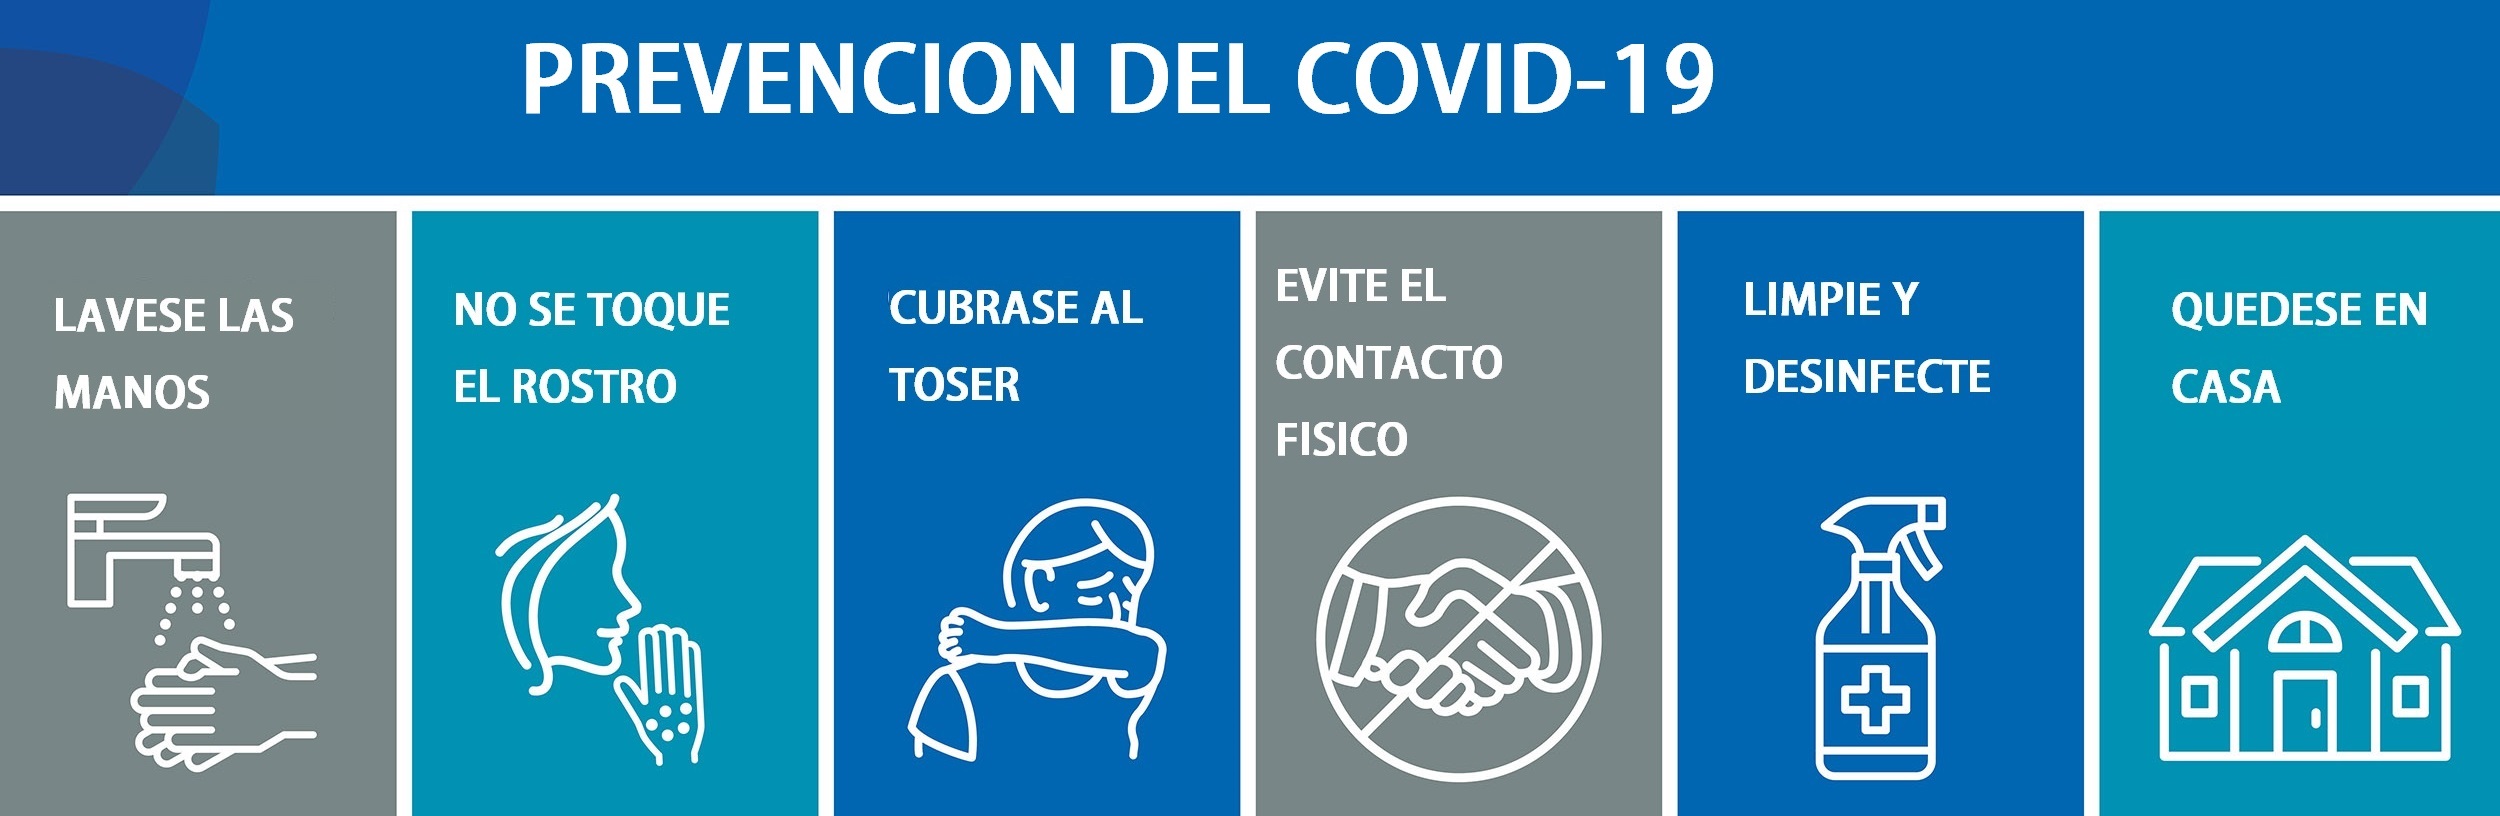 PREVENCION DEL COVID-19
LAVESE LAS
MANOS
NO SE TOQUE
EL ROSTRO
CUBRASE AL
TOSER
EVITE EL
CONTACTO
FISICO
LIMPIE Y
DESINFECTE
QUEDESE EN
CASA